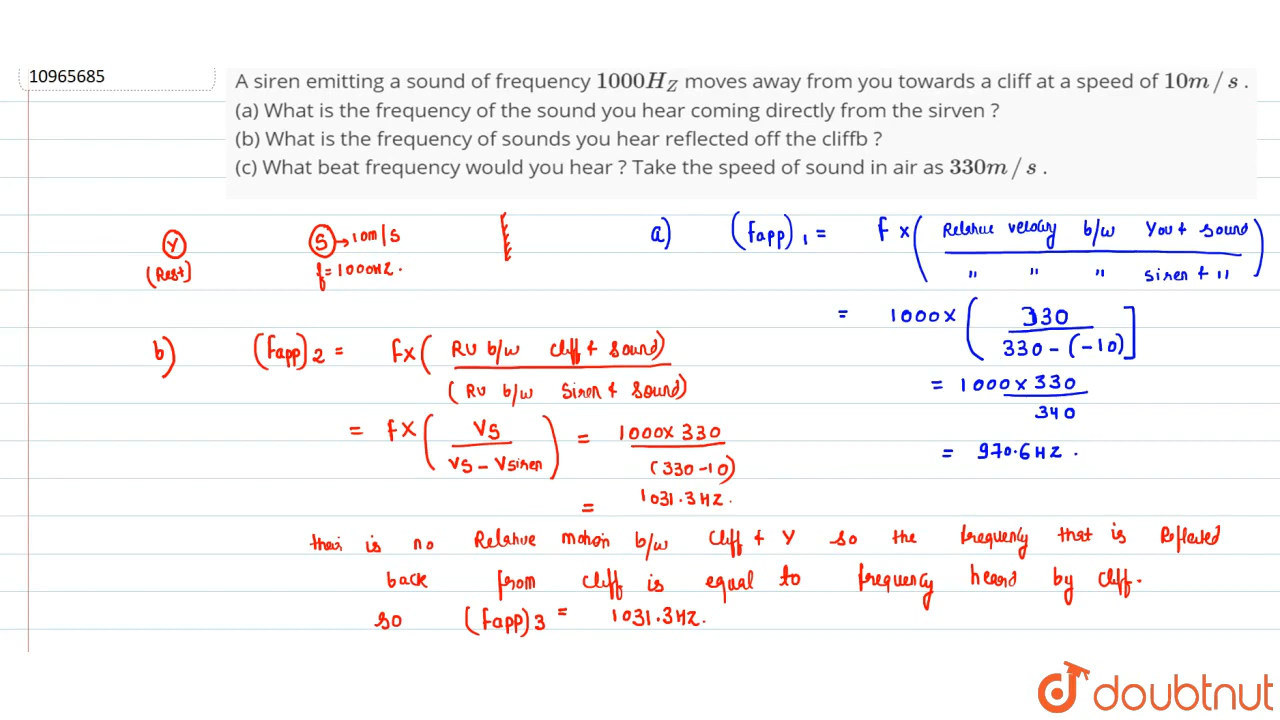 10965685
A siren emitting a sound of frequency 1000H_Z moves away from you towards a cliff at a speed of 10m/s.
(a) What is the frequency of the sound you hear coming directly from the sirven ?
(b) What is the frequency of sounds you hear reflected off the cliffb ?
(c) What beat frequency would you hear ? Take the speed of sound in air as 330m/s.
Y
(Rest)
S → 10m/s
f = 1000HZ.
a) (fapp)1 = f × (Relative velocity b/w You & sound
" " " siren & ")
= 1000 × (330
330 - (-10)]
= 1000 × 330
340
= 970.6 HZ.
b) (fapp)2 = f× (RV b/w Cliff & sound)
(RV b/w Siren & Sound)
= f× (VS
VS - Vsiren) = 1000× 330
(330-10)
= 1031.3HZ.
their is no Relative motion b/w Cliff & Y so the frequency that is Reflected
back from Cliff is equal to frequency heard by Cliff.
so (fapp)3 = 1031.3HZ.
doubtnut